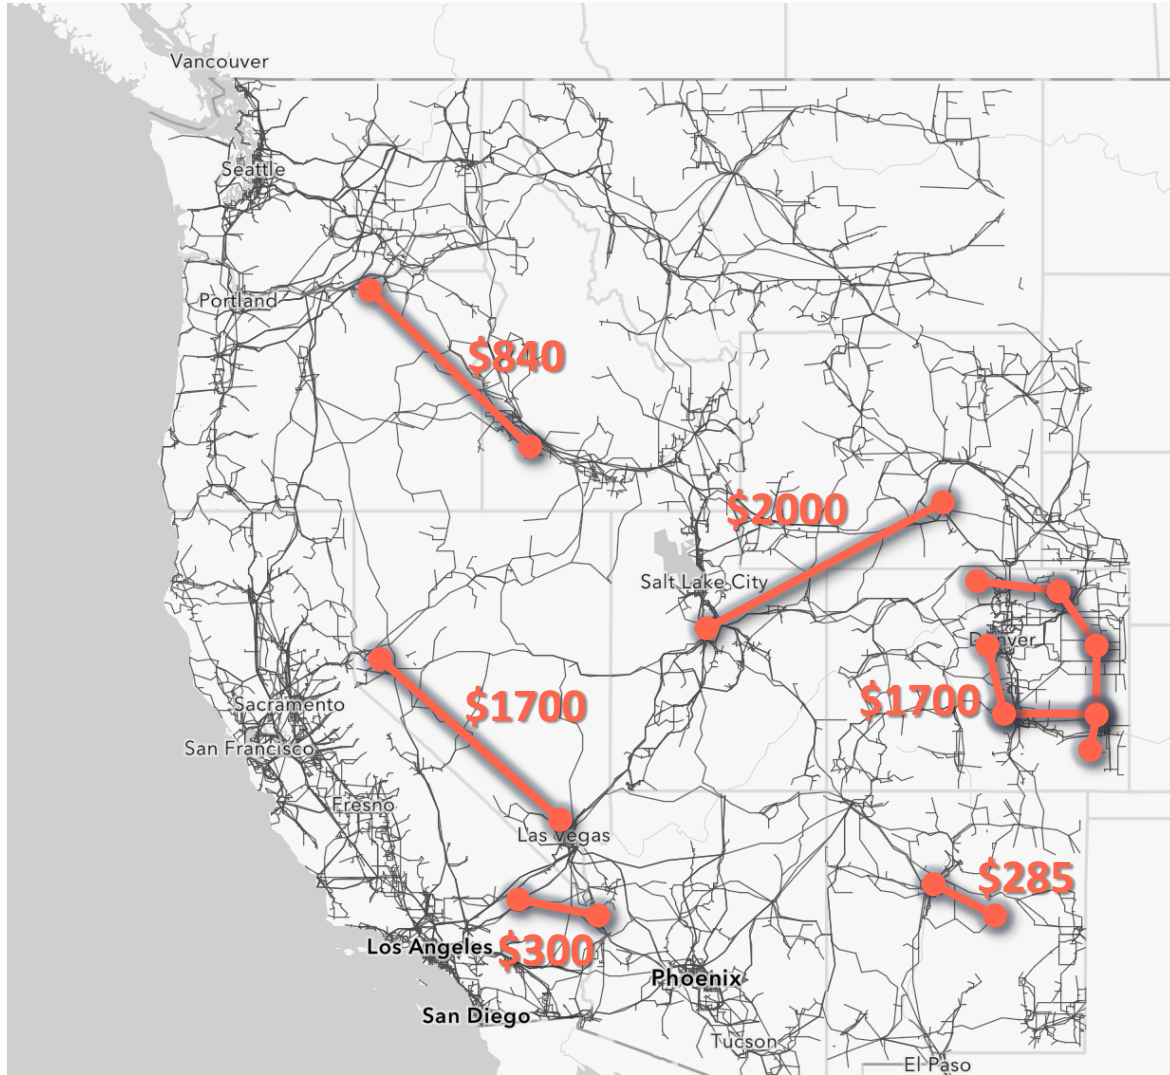 Vancouver
Seattle
Portland
$840
$2000
Salt Lake City
Denver
$1700
$1700
Sacramento
San Francisco
Fresno
Las Vegas
$285
$300
Los Angeles
Phoenix
San Diego
Tucson
El Paso